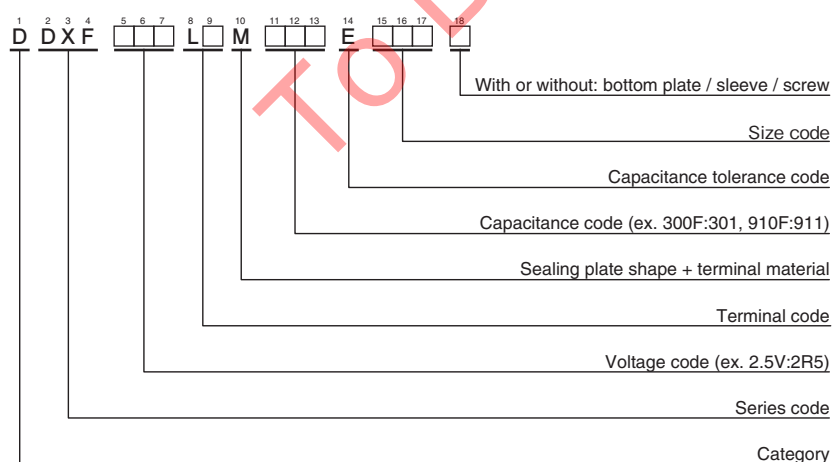 1 2 3 4 5 6 7 8 9 10 11 12 13 14 15 16 17 18
D DXF □□□ L□ M □□□ E □□□ □
With or without: bottom plate / sleeve / screw
Size code
Capacitance tolerance code
Capacitance code (ex. 300F:301, 910F:911)
Sealing plate shape + terminal material
Terminal code
Voltage code (ex. 2.5V:2R5)
Series code
Category